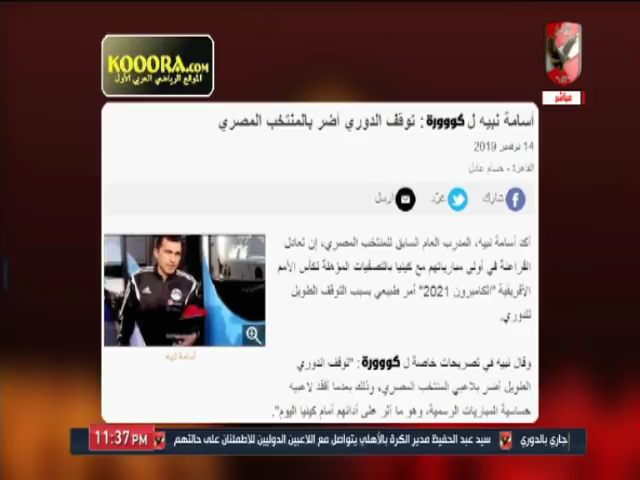 KOOORA.COM
الموقع الرياضي العربي الأول
مباشر
أسامة نبيه ل كووورة : توقف الدوري أضر بالمنتخب المصري
14 نوفمبر 2019
القاهرة - حسام عادل
شارك
غرّد
ارسل
أكد أسامة نبيه، المدرب العام السابق للمنتخب المصري، إن تعادل
الفراعنة في أولى مبارياتهم مع كينيا بالتصفيات المؤهلة لكأس الأمم
الأفريقية "الكاميرون 2021" أمر طبيعي بسبب التوقف الطويل
للدوري.
أسامة نبيه
وقال نبيه في تصريحات خاصة ل كووورة : "توقف الدوري
الطويل أضر بلاعبي المنتخب المصري، وذلك بعدما أفقد لاعبيه
حساسية المباريات الرسمية، وهو ما أثر على أدائهم أمام كينيا اليوم".
جاري بالدوري
سيد عبد الحفيظ مدير الكرة بالأهلي يتواصل مع اللاعبين الدوليين للاطمئنان على حالتهم
11:37 PM